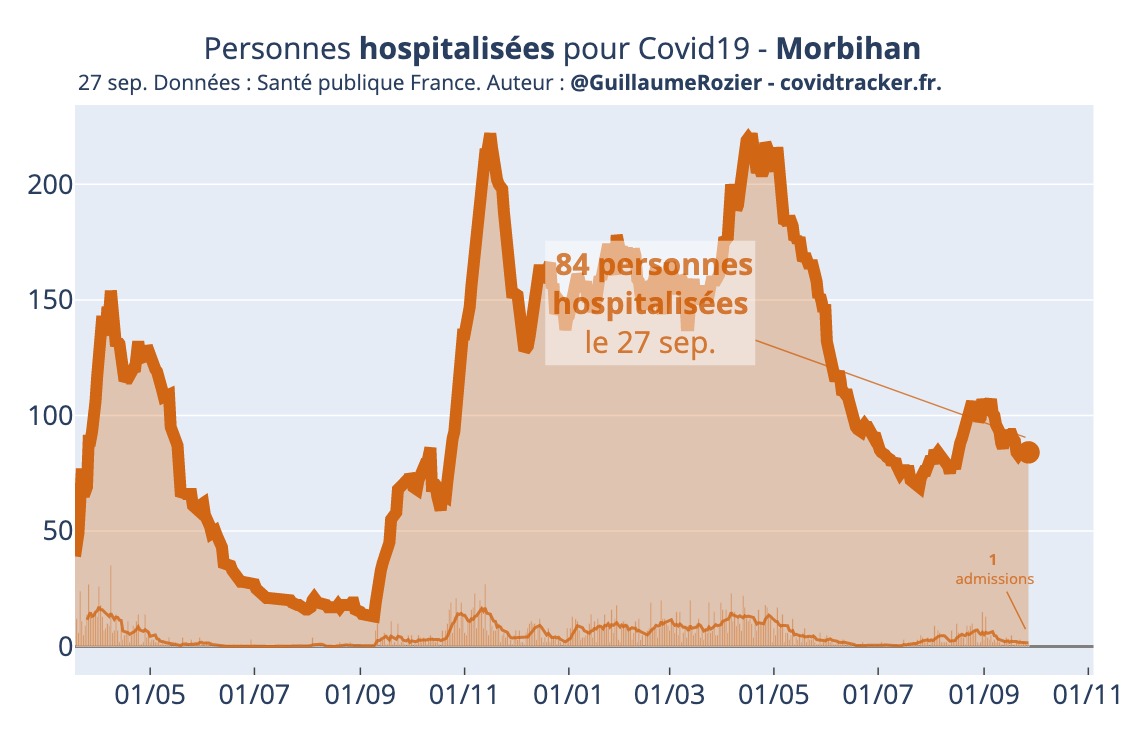 Personnes hospitalisées pour Covid19 - Morbihan
27 sep. Données : Santé publique France. Auteur : @GuillaumeRozier - covidtracker.fr.
200
84 personnes
hospitalisées
le 27 sep.
150
100
50
1
admissions
0
01/05 01/07 01/09 01/11 01/01 01/03 01/05 01/07 01/09 01/11